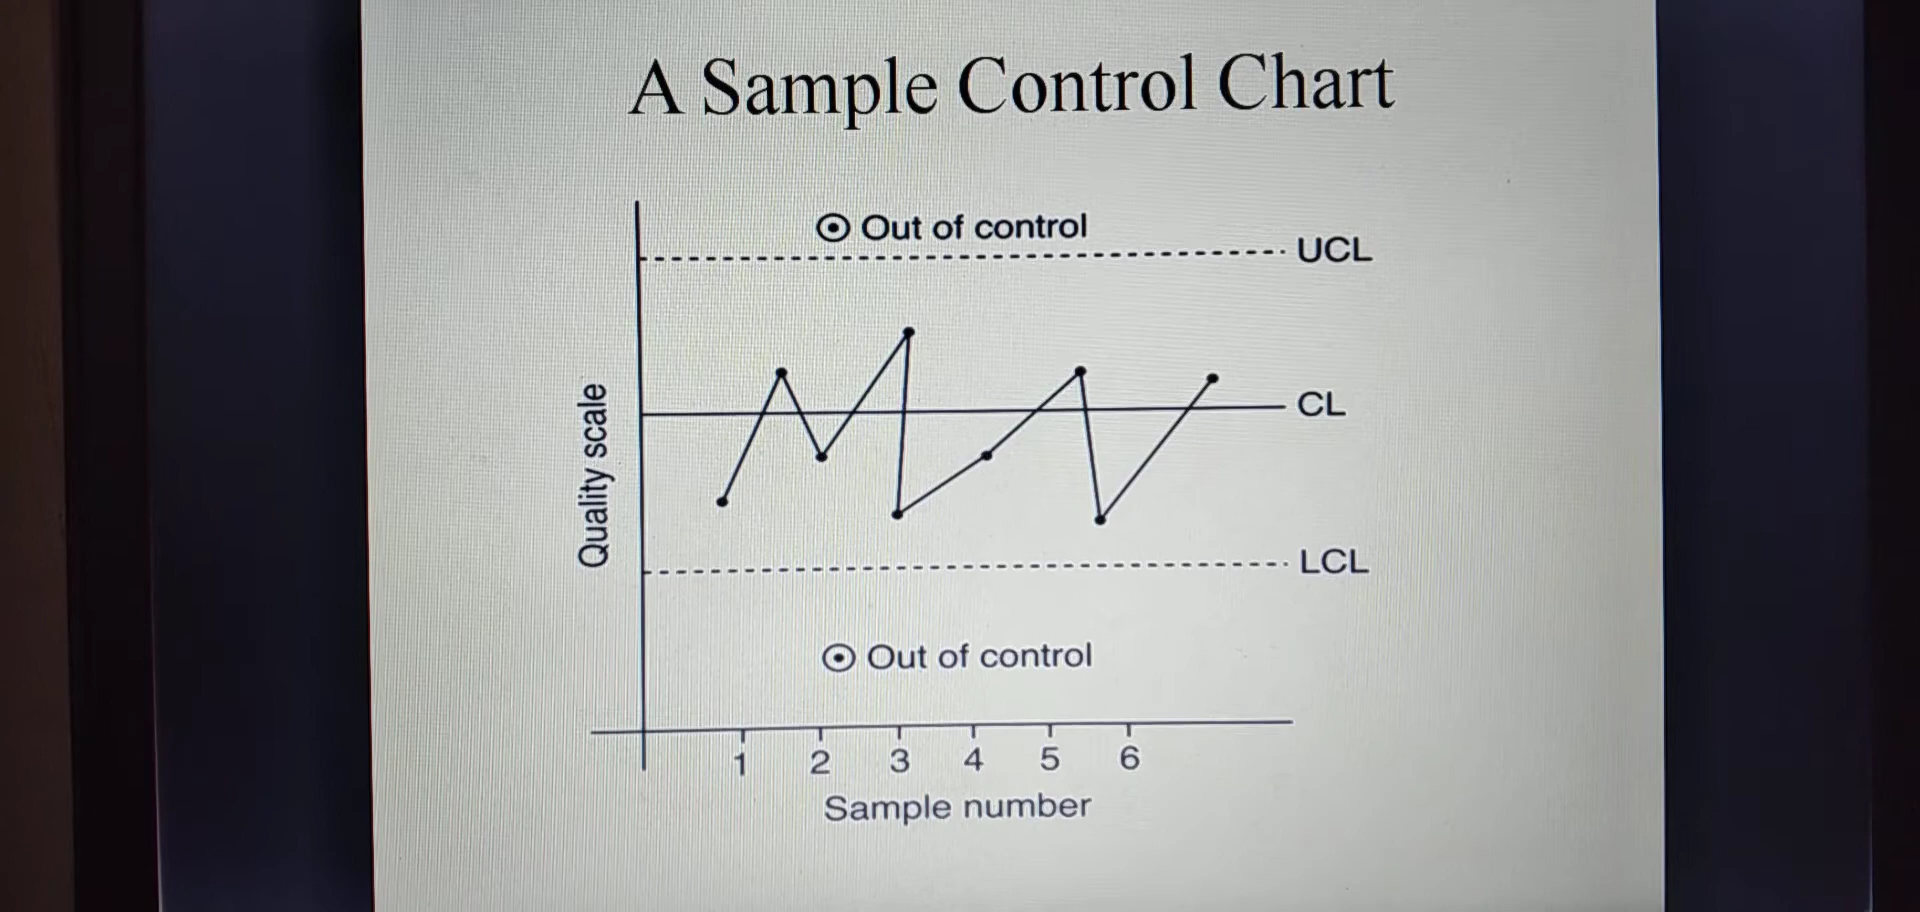 A Sample Control Chart
Out of control
UCL
CL
Quality scale
LCL
Out of control
1 2 3 4 5 6
Sample number